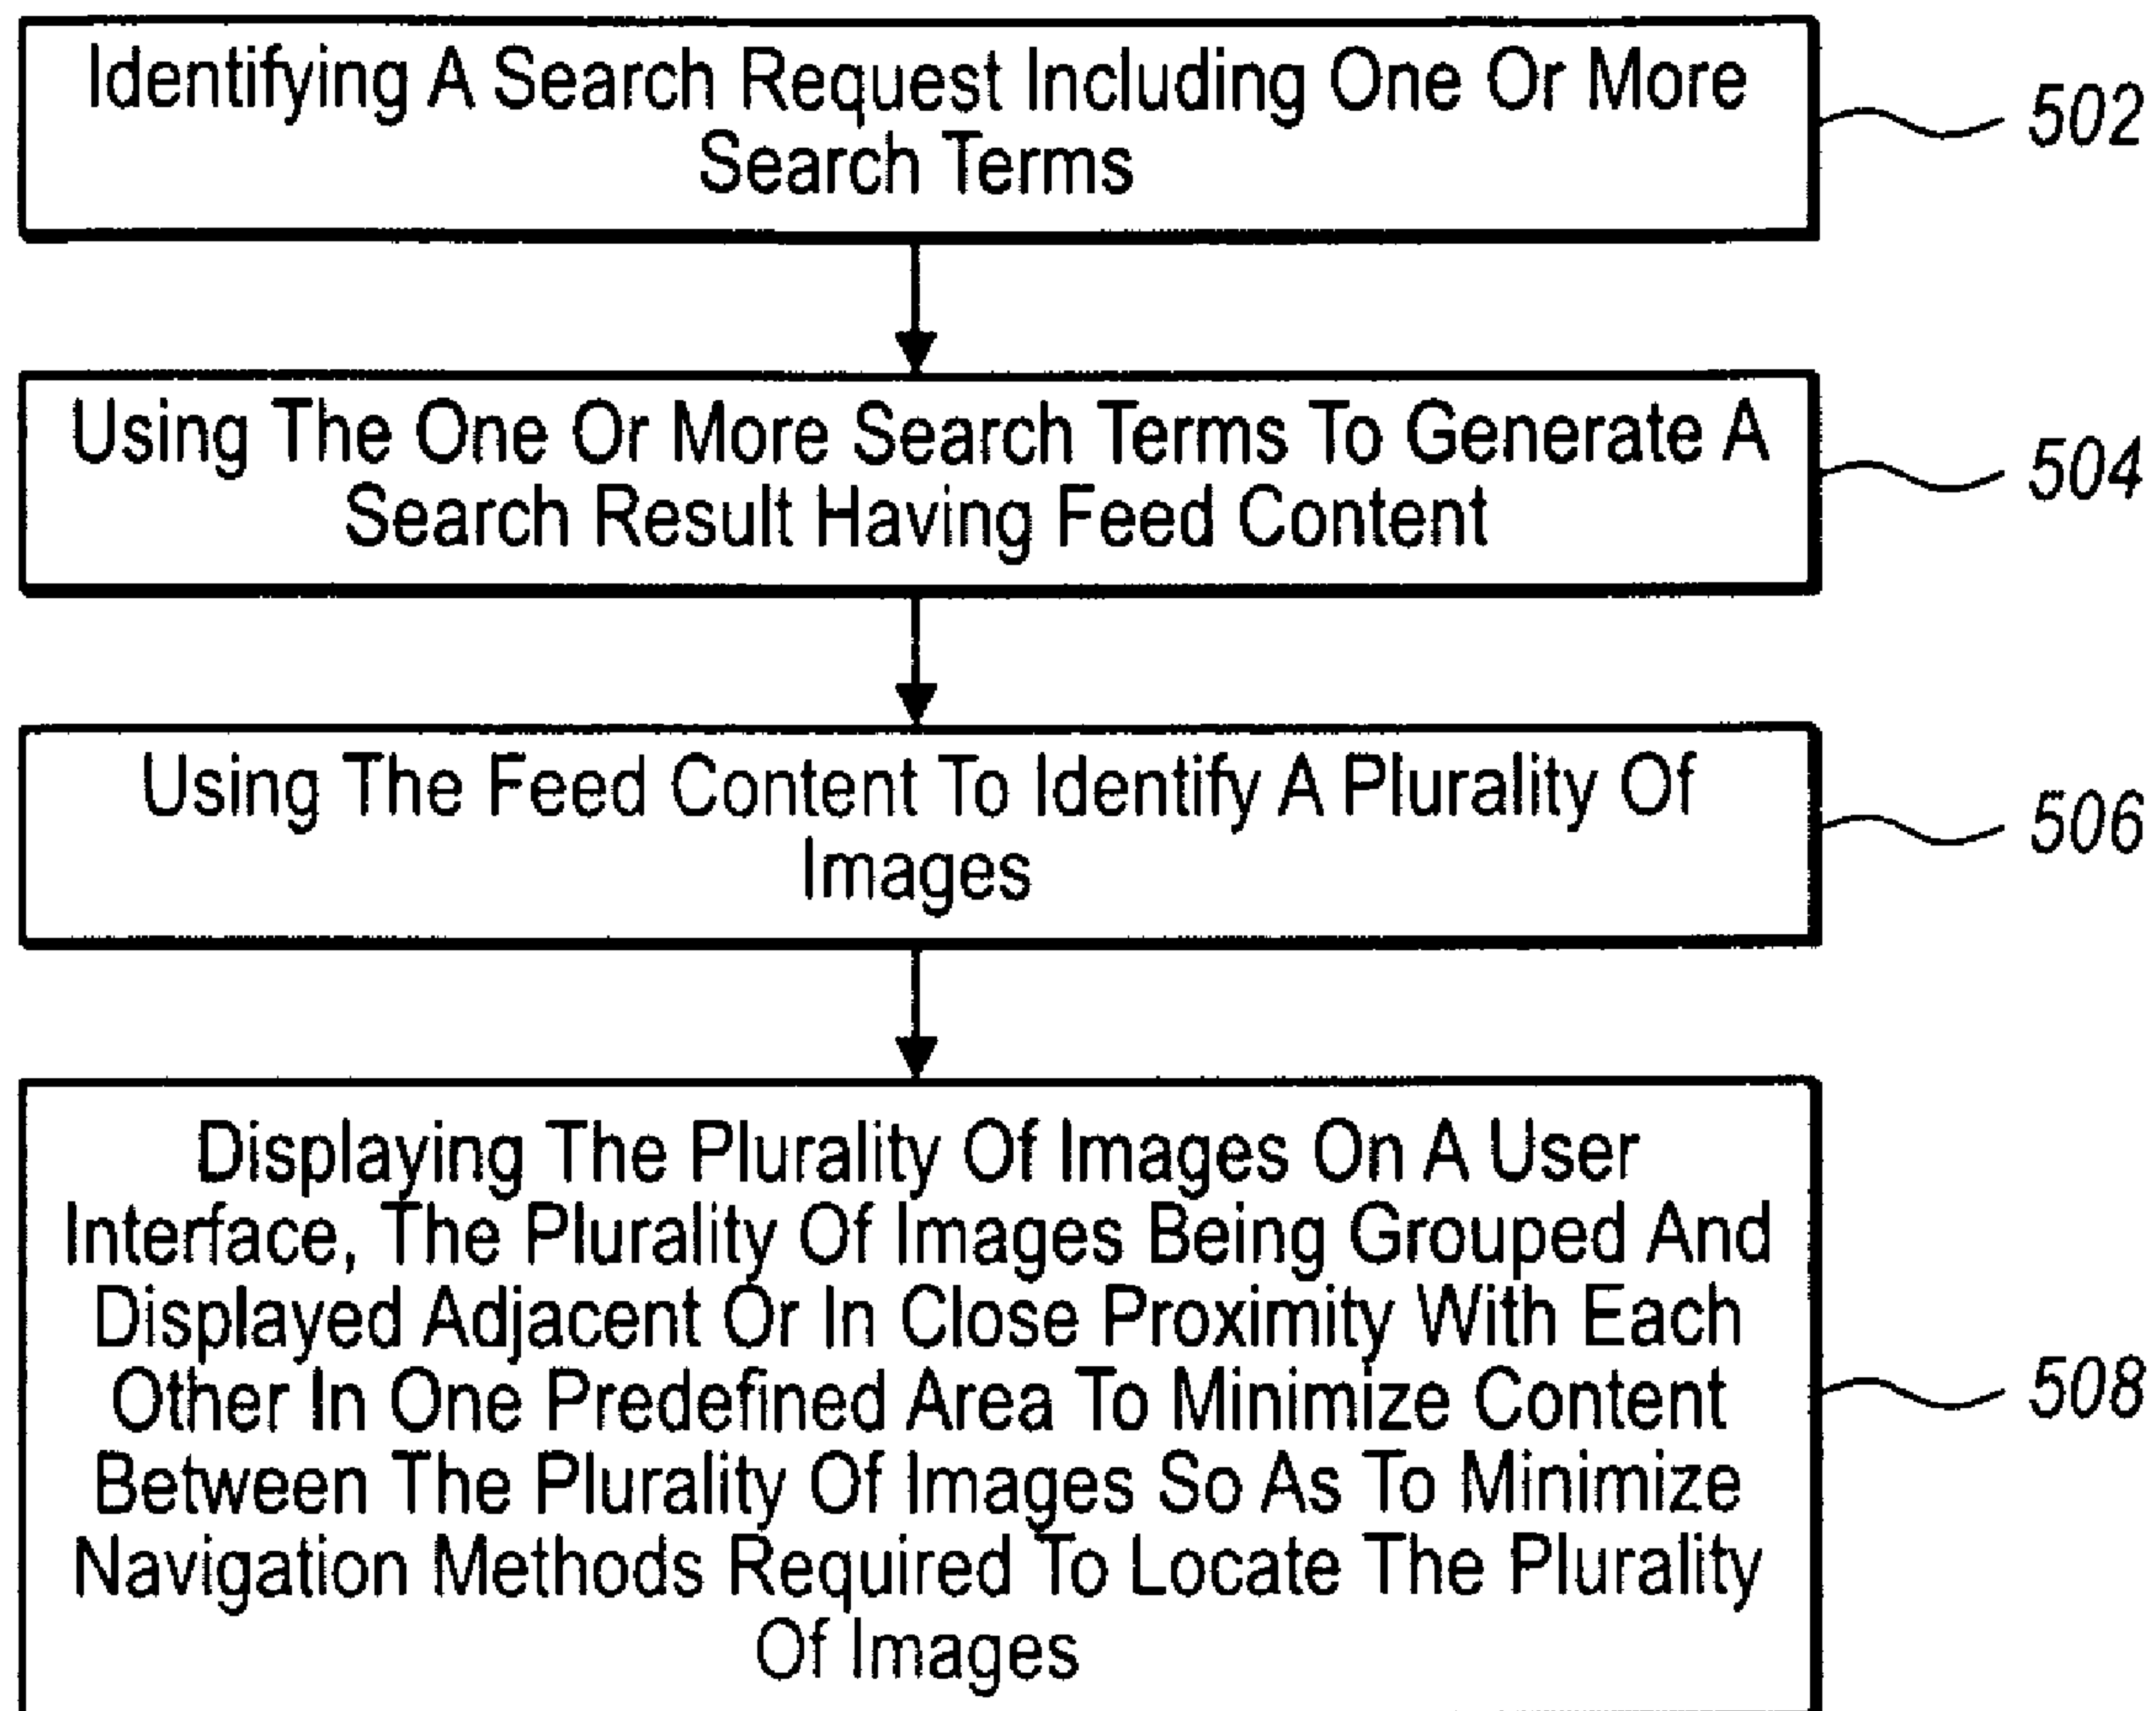 Identifying A Search Request Including One Or More
Search Terms
502
Using The One Or More Search Terms To Generate A
Search Result Having Feed Content
504
Using The Feed Content To Identify A Plurality Of
Images
506
Displaying The Plurality Of Images On A User
Interface, The Plurality Of Images Being Grouped And
Displayed Adjacent Or In Close Proximity With Each
Other In One Predefined Area To Minimize Content
Between The Plurality Of Images So As To Minimize
Navigation Methods Required To Locate The Plurality
Of Images
508